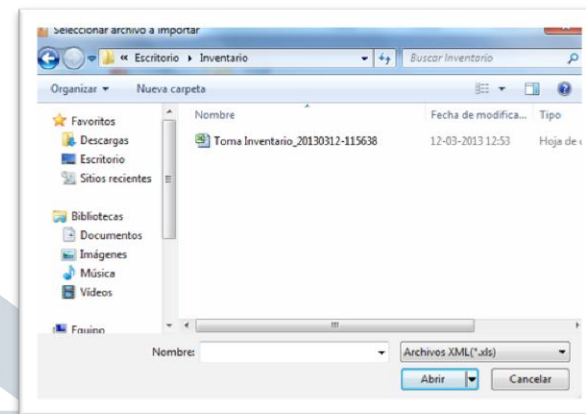 Seleccionar archivo a importar
« Escritorio ▸ Inventario
Buscar Inventario
Organizar Nueva carpeta
Nombre Fecha de modifica... Tipo
Favoritos
Descargas
Escritorio
Sitios recientes
Toma Inventario_20130312-115638 12-03-2013 12:53 Hoja de
Bibliotecas
Documentos
Imágenes
Música
Vídeos
Equipo
Nombre: Archivos XML(*.xls)
Abrir Cancelar